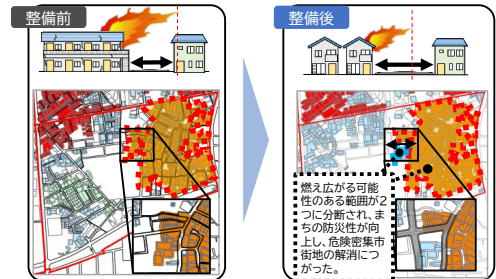 整備前
整備後
燃え広がる可能
性のある範囲が2
つに分断され、ま
ちの防災性が向
上し、危険密集市
街地の解消につ
がった。